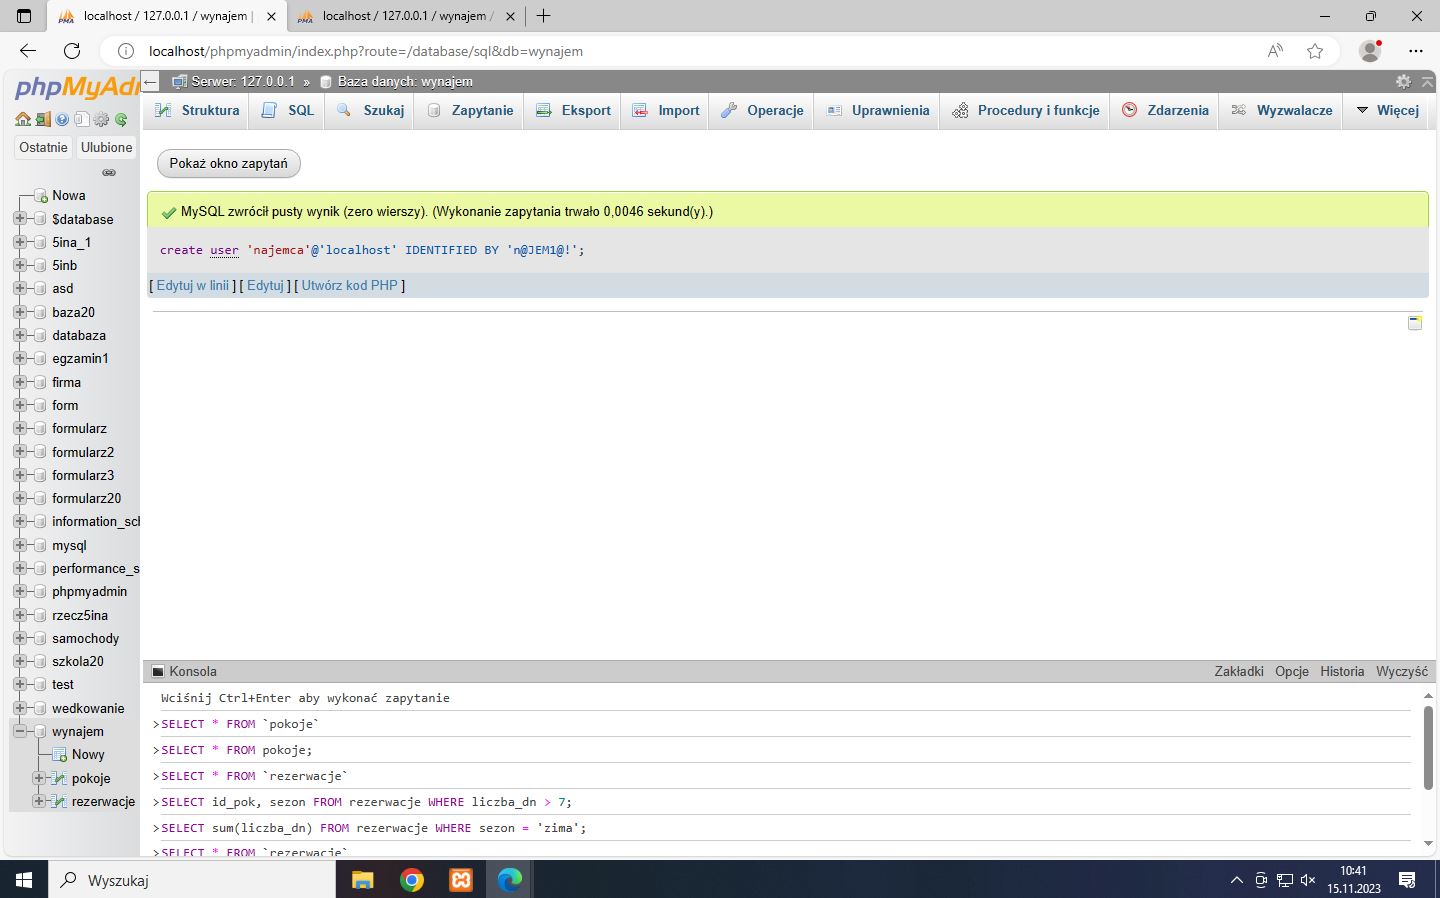 localhost / 127.0.0.1 / wynajem |
localhost / 127.0.0.1 / wynajem /
localhost/phpmyadmin/index.php?route=/database/sql&db=wynajem
phpMyAdm
Serwer: 127.0.0.1 » Baza danych: wynajem
Struktura SQL Szukaj Zapytanie Eksport Import Operacje Uprawnienia Procedury i funkcje Zdarzenia Wyzwalacze Więcej
Ostatnie Ulubione
Pokaż okno zapytań
MySQL zwrócił pusty wynik (zero wierszy). (Wykonanie zapytania trwało 0,0046 sekund(y).)
create user 'najemca'@'localhost' IDENTIFIED BY 'n@JEM1@!';
[ Edytuj w linii ] [ Edytuj ] [ Utwórz kod PHP ]
Nowa
$database
5ina_1
5inb
asd
baza20
databaza
egzamin1
firma
form
formularz
formularz2
formularz3
formularz20
information_scl
mysql
performance_s
phpmyadmin
rzecz5ina
samochody
szkola20
test
wedkowanie
wynajem
Nowy
pokoje
rezerwacje
Konsola
Zakładki Opcje Historia Wyczyść
Wciśnij Ctrl+Enter aby wykonać zapytanie
>SELECT * FROM `pokoje`
>SELECT * FROM pokoje;
>SELECT * FROM `rezerwacje`
>SELECT id_pok, sezon FROM rezerwacje WHERE liczba_dn > 7;
>SELECT sum(liczba_dn) FROM rezerwacje WHERE sezon = 'zima';
>SELECT * FROM `rezerwacje`
Wyszukaj
10:41
15.11.2023